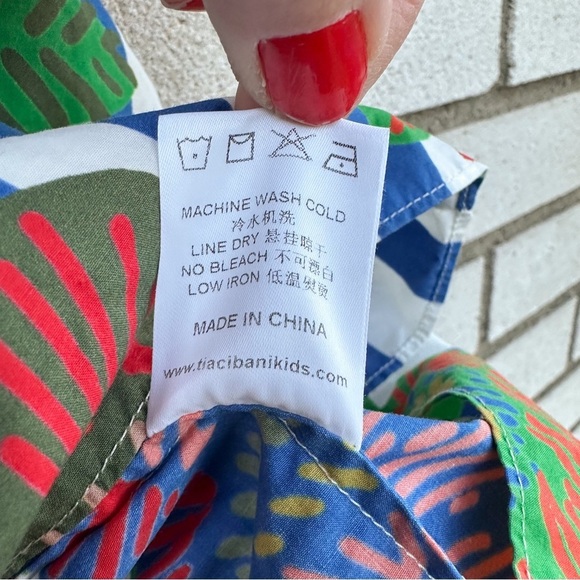 MACHINE WASH COLD
冷水机洗
LINE DRY 悬挂晾干
NO BLEACH 不可漂白
LOW IRON 低温熨烫
MADE IN CHINA
www.tiacibanikids.com